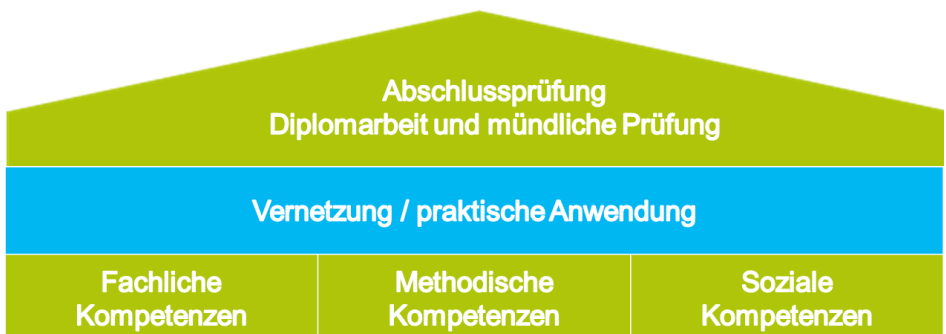 Abschlussprüfung
Diplomarbeit und mündliche Prüfung
Vernetzung / praktische Anwendung
Fachliche
Kompetenzen
Methodische
Kompetenzen
Soziale
Kompetenzen